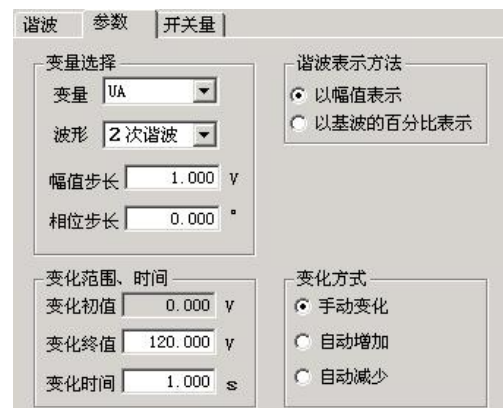 谐波 参数 开关量
变量选择
变量 UA
波形 2次谐波
幅值步长 1.000 V
相位步长 0.000 °
谐波表示方法
以幅值表示
以基波的百分比表示
变化范围、时间
变化初值 0.000 V
变化终值 120.000 V
变化时间 1.000 s
变化方式
手动变化
自动增加
自动减少